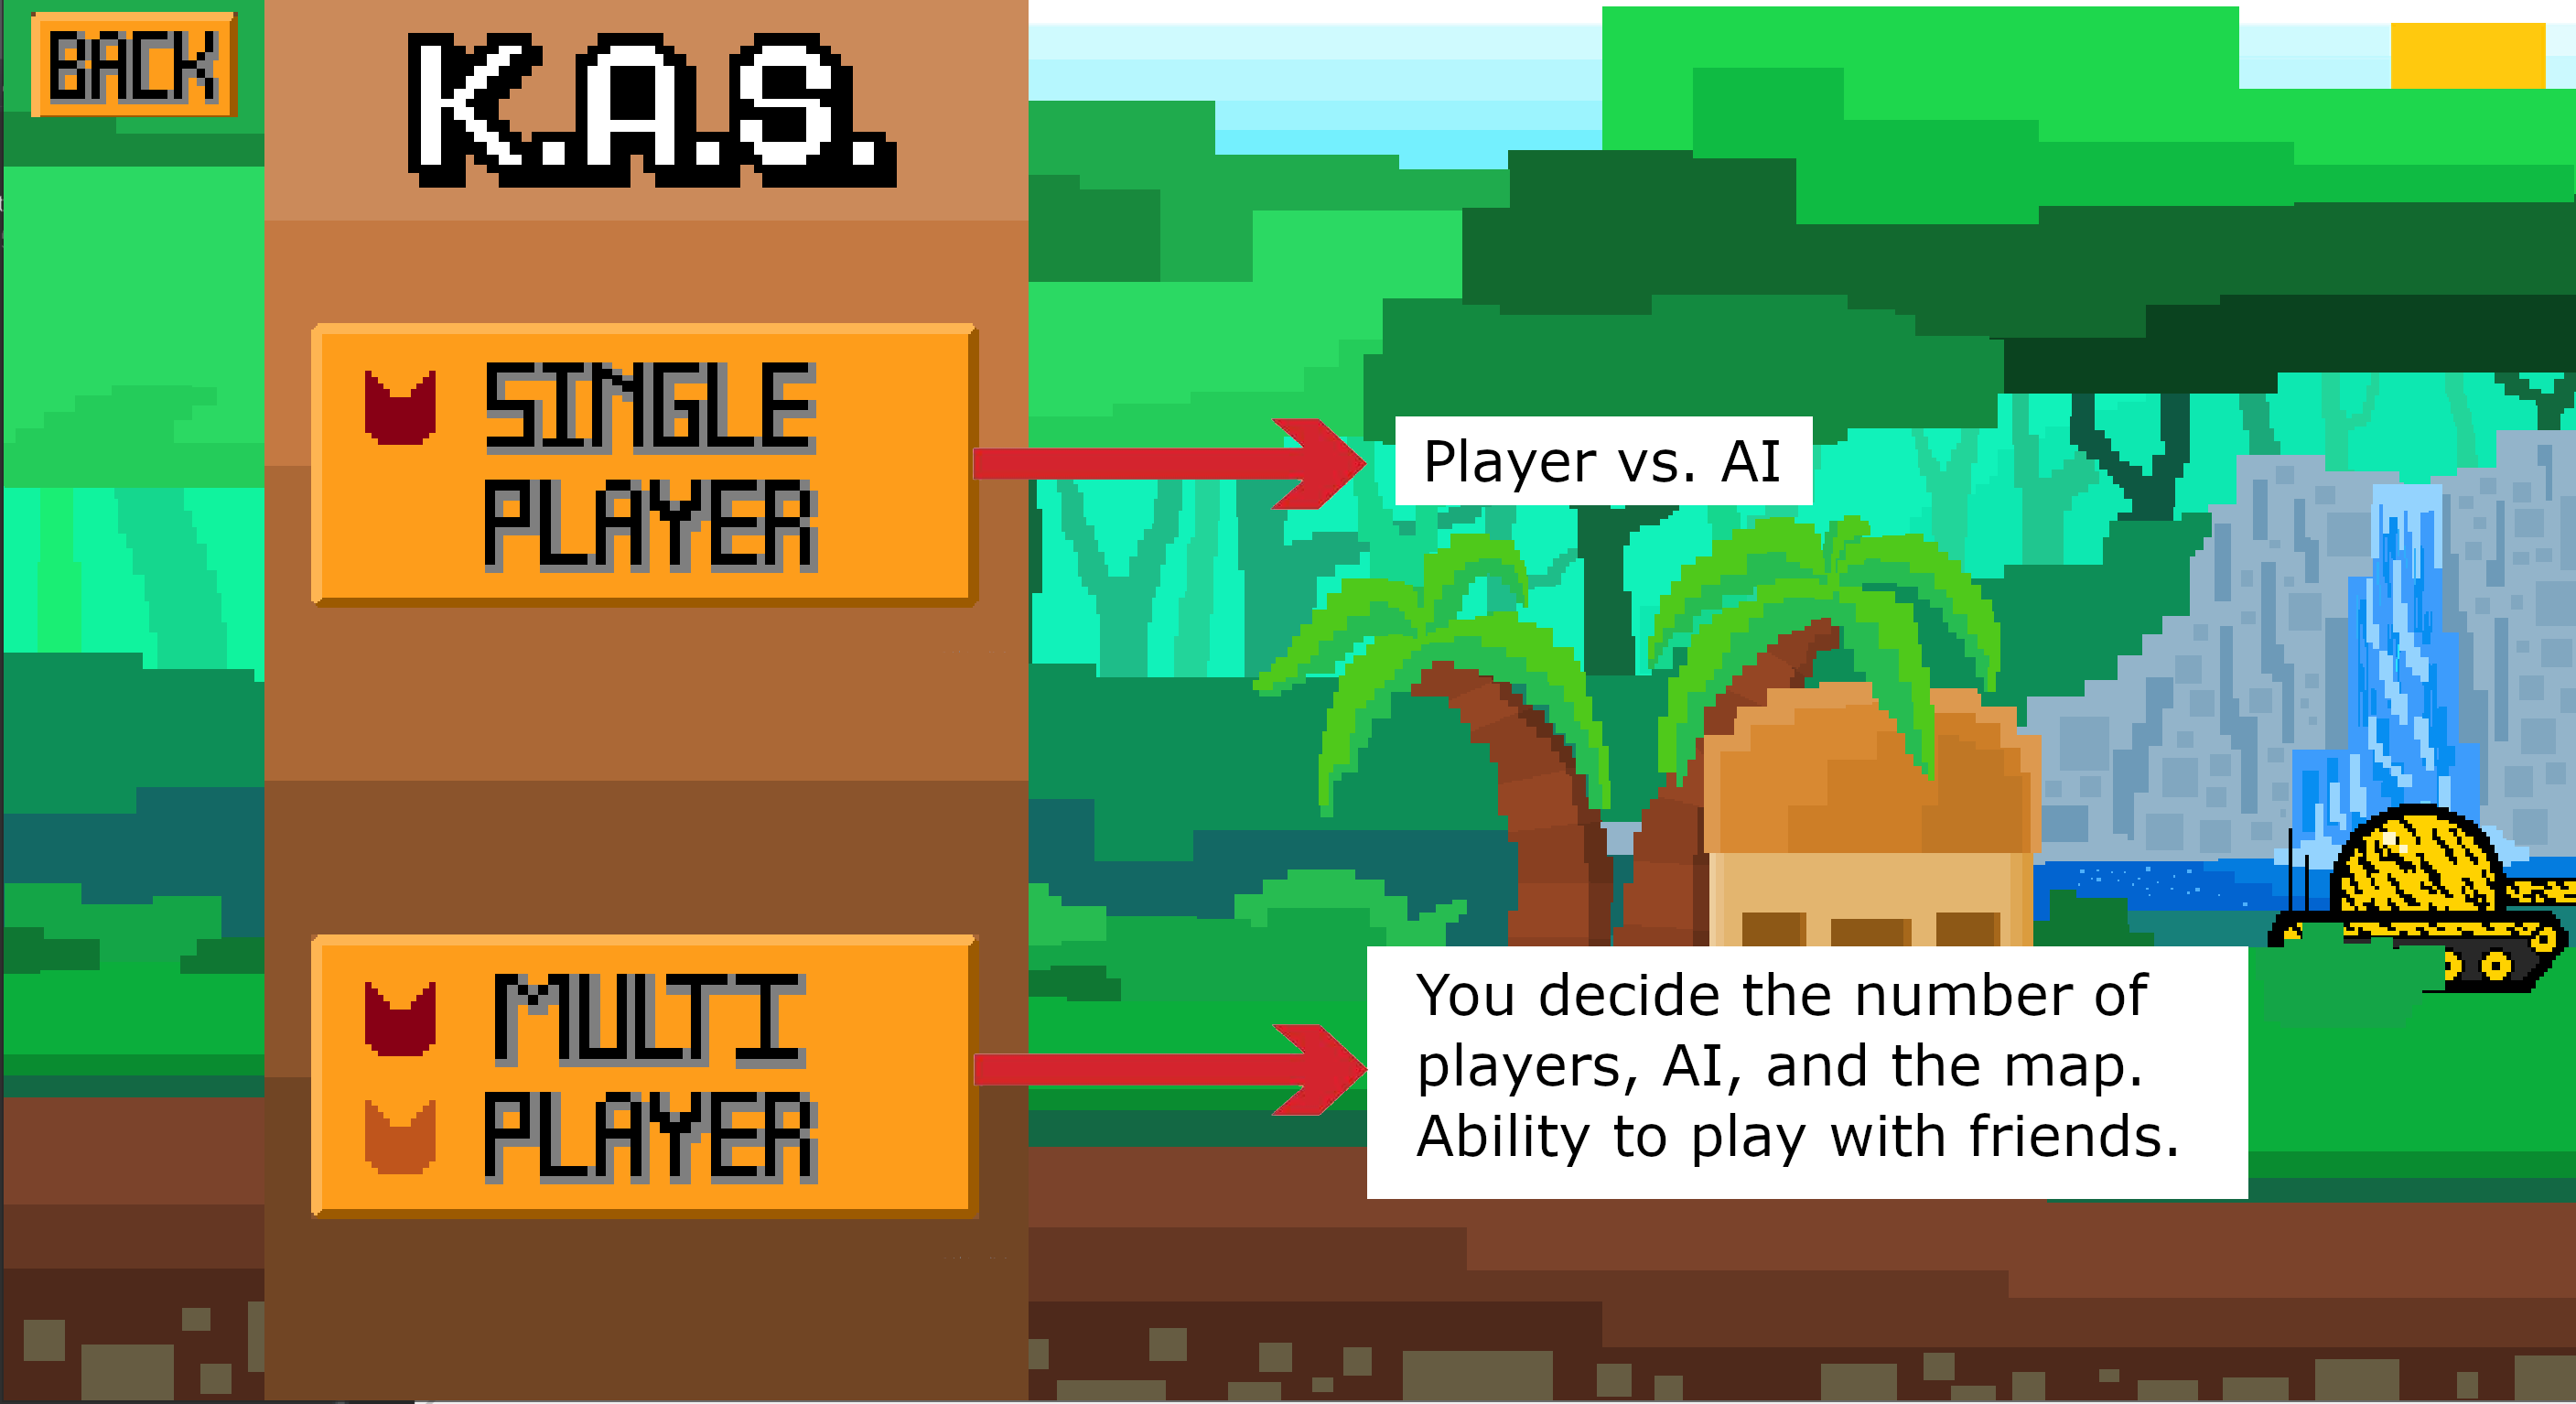 BACK
K.A.S.
SINGLE
PLAYER
Player vs. AI
MULTI
PLAYER
You decide the number of
players, AI, and the map.
Ability to play with friends.